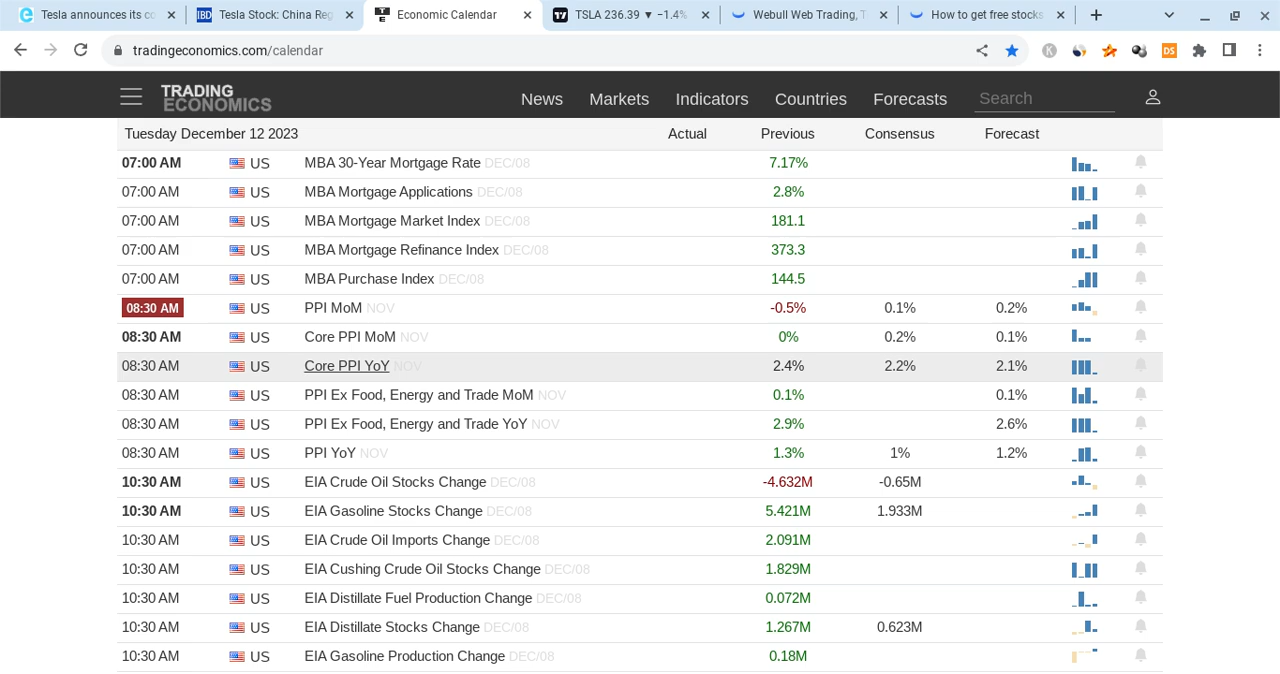 Tesla announces its co
Tesla Stock: China Reg
Economic Calendar
TSLA 236.39 ▼ −1.4%
Webull Web Trading, T
How to get free stocks
tradingeconomics.com/calendar
TRADING ECONOMICS
News Markets Indicators Countries Forecasts Search
Tuesday December 12 2023 Actual Previous Consensus Forecast
07:00 AM US MBA 30-Year Mortgage Rate DEC/08 7.17%
07:00 AM US MBA Mortgage Applications DEC/08 2.8%
07:00 AM US MBA Mortgage Market Index DEC/08 181.1
07:00 AM US MBA Mortgage Refinance Index DEC/08 373.3
07:00 AM US MBA Purchase Index DEC/08 144.5
08:30 AM US PPI MoM NOV -0.5% 0.1% 0.2%
08:30 AM US Core PPI MoM NOV 0% 0.2% 0.1%
08:30 AM US Core PPI YoY NOV 2.4% 2.2% 2.1%
08:30 AM US PPI Ex Food, Energy and Trade MoM NOV 0.1% 0.1%
08:30 AM US PPI Ex Food, Energy and Trade YoY NOV 2.9% 2.6%
08:30 AM US PPI YoY NOV 1.3% 1% 1.2%
10:30 AM US EIA Crude Oil Stocks Change DEC/08 -4.632M -0.65M
10:30 AM US EIA Gasoline Stocks Change DEC/08 5.421M 1.933M
10:30 AM US EIA Crude Oil Imports Change DEC/08 2.091M
10:30 AM US EIA Cushing Crude Oil Stocks Change DEC/08 1.829M
10:30 AM US EIA Distillate Fuel Production Change DEC/08 0.072M
10:30 AM US EIA Distillate Stocks Change DEC/08 1.267M 0.623M
10:30 AM US EIA Gasoline Production Change DEC/08 0.18M